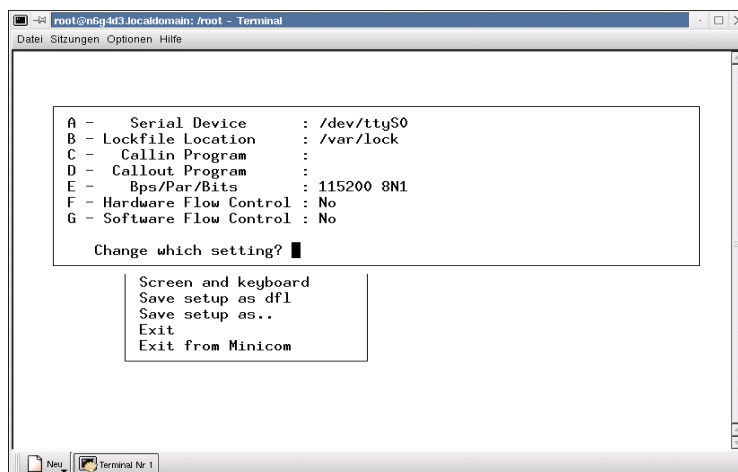 root@n6g4d3.localdomain: /root - Terminal
Datei Sitzungen Optionen Hilfe
A - Serial Device : /dev/ttyS0
B - Lockfile Location : /var/lock
C - Callin Program :
D - Callout Program :
E - Bps/Par/Bits : 115200 8N1
F - Hardware Flow Control : No
G - Software Flow Control : No
Change which setting?
Screen and keyboard
Save setup as dfl
Save setup as..
Exit
Exit from Minicom
Neu Terminal Nr 1